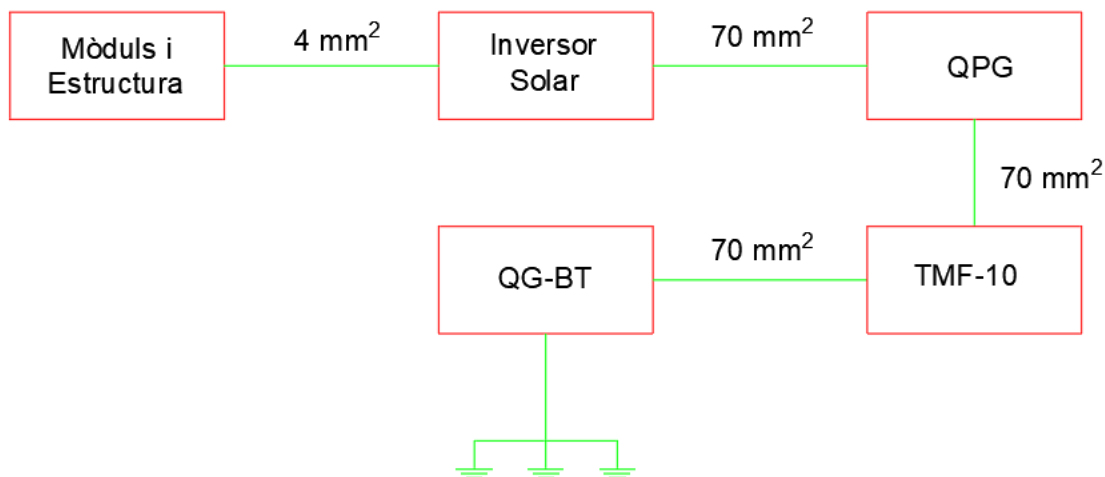 Mòduls i
Estructura
4 mm²
Inversor
Solar
70 mm²
QPG
70 mm²
QG-BT
70 mm²
TMF-10